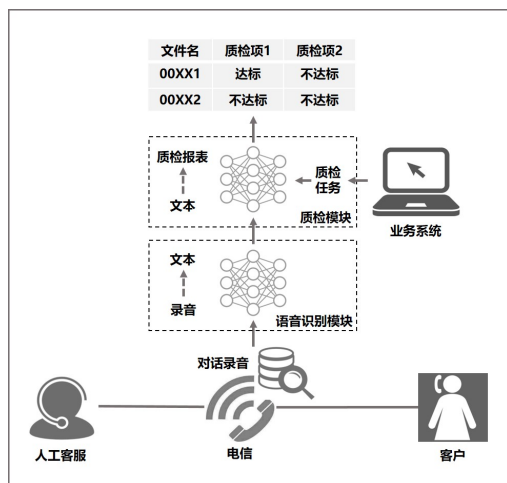 文件名 质检项1 质检项2
00XX1 达标 不达标
00XX2 不达标 不达标
质检报表
文本
质检
任务
质检模块
业务系统
文本
录音
语音识别模块
对话录音
人工客服
电信
客户